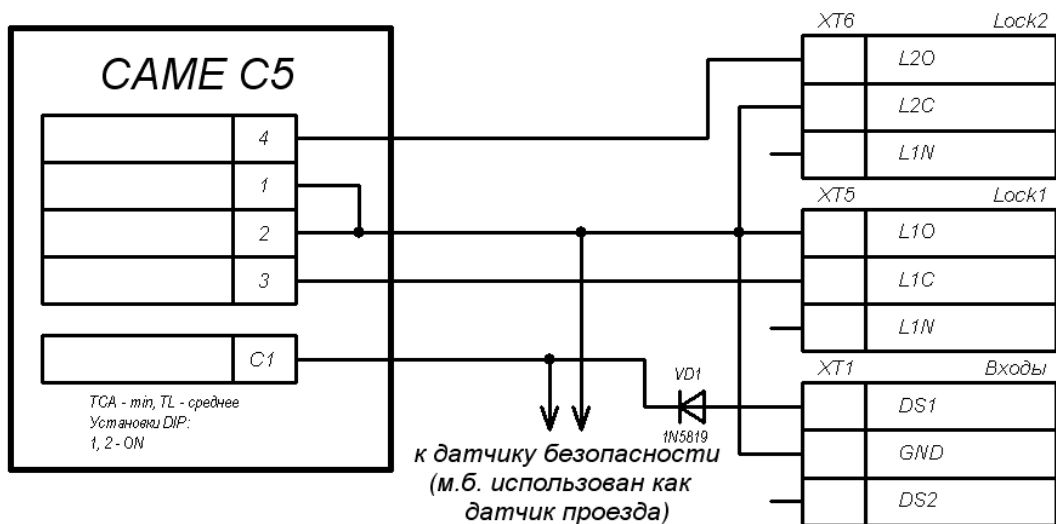 CAME C5
4
1
2
3
C1
TCA - min, TL - среднее
Установки DIP:
1, 2 - ON
VD1
1N5819
к датчику безопасности
(м.б. использован как
датчик проезда)
XT6 Lock2
L2O
L2C
L1N
XT5 Lock1
L1O
L1C
L1N
XT1 Входы
DS1
GND
DS2